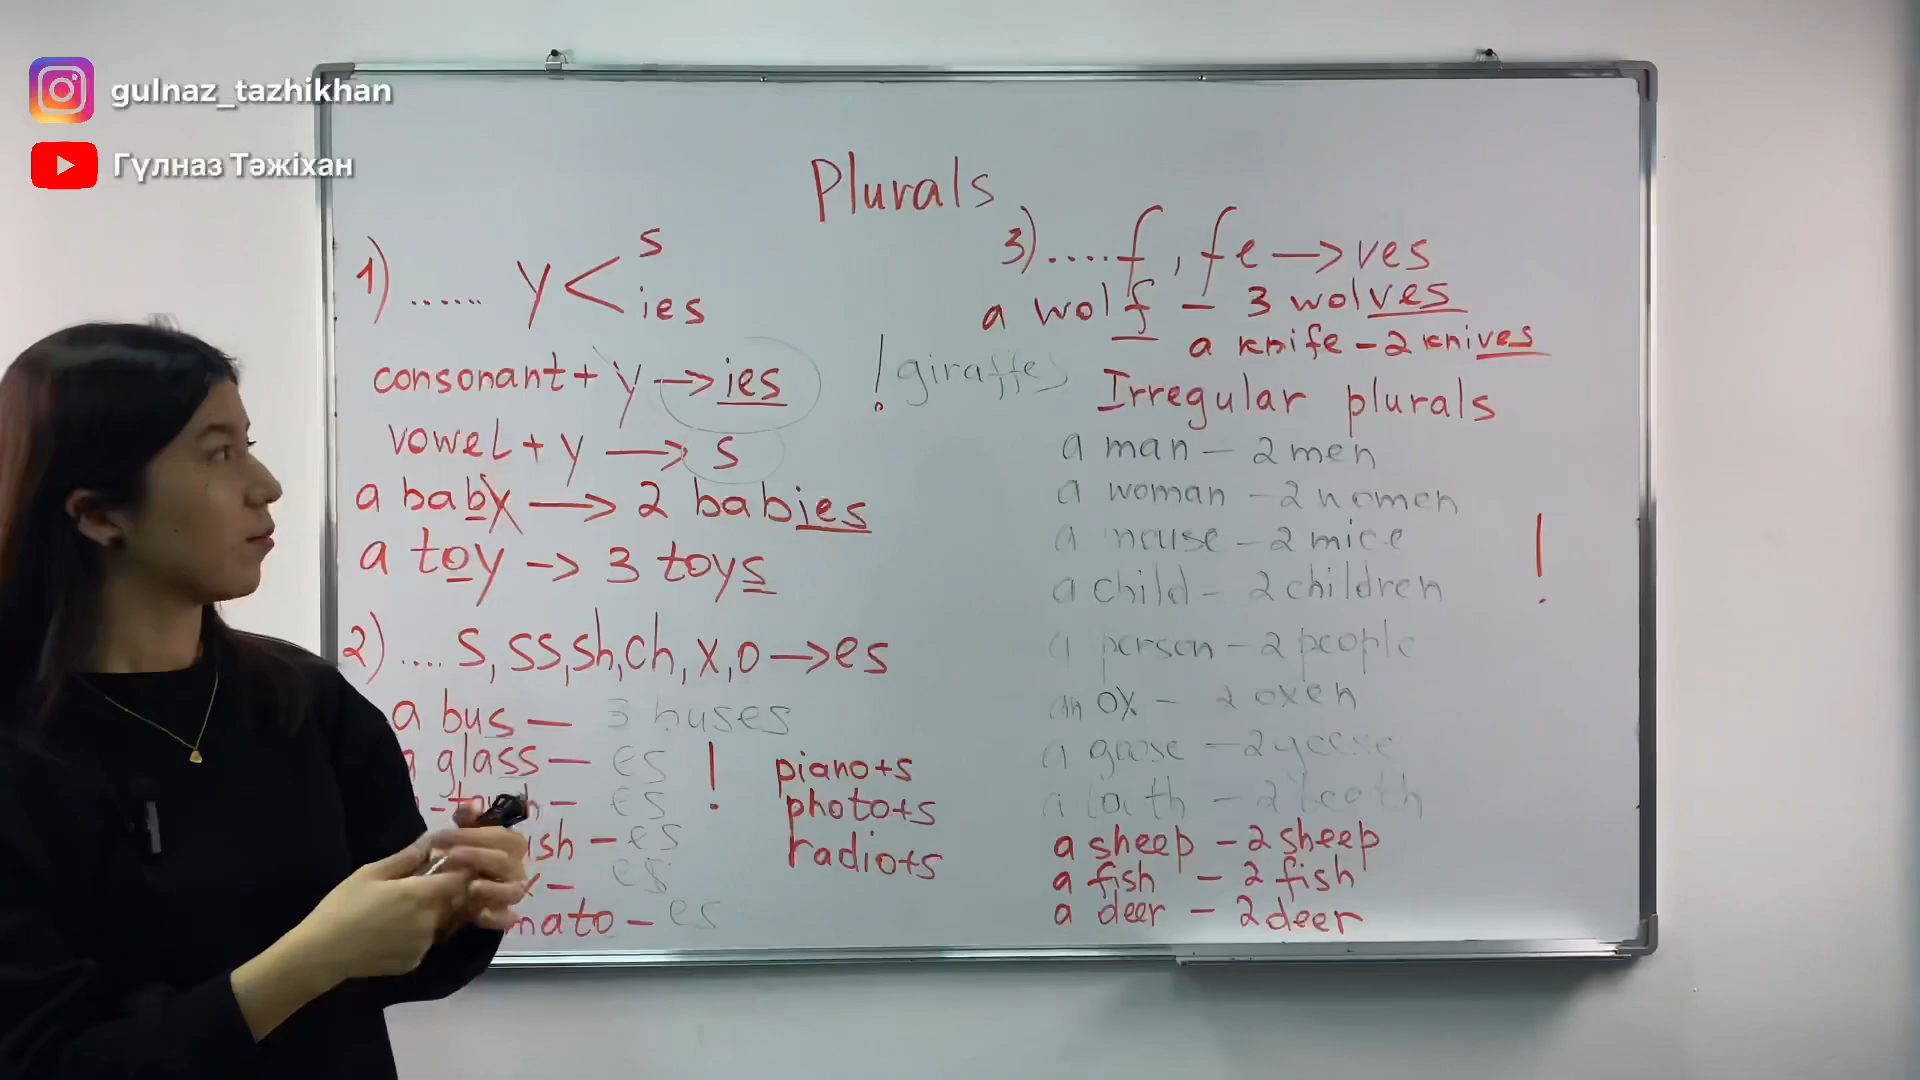 gulnaz_tazhikhan
Гүлназ Тәжіхан
Plurals
1) ...... y < s
ies
consonant + y → ies
vowel + y → s
a baby → 2 babies
a toy → 3 toys
2) .... s, ss, sh, ch, x, o → es
a bus – 3 buses
a glass – es
– es
ish – es
x – es
mato – es
! piano+s
photo+s
radio+s
! giraffes
3) ..... f, fe → ves
a wolf – 3 wolves
a knife – 2 knives
Irregular plurals
a man – 2 men
a woman – 2 women
a mouse – 2 mice
a child – 2 children
!
a person – 2 people
an ox – 2 oxen
a goose – 2 geese
a tooth – 2 teeth
a sheep – 2 sheep
a fish – 2 fish
a deer – 2 deer